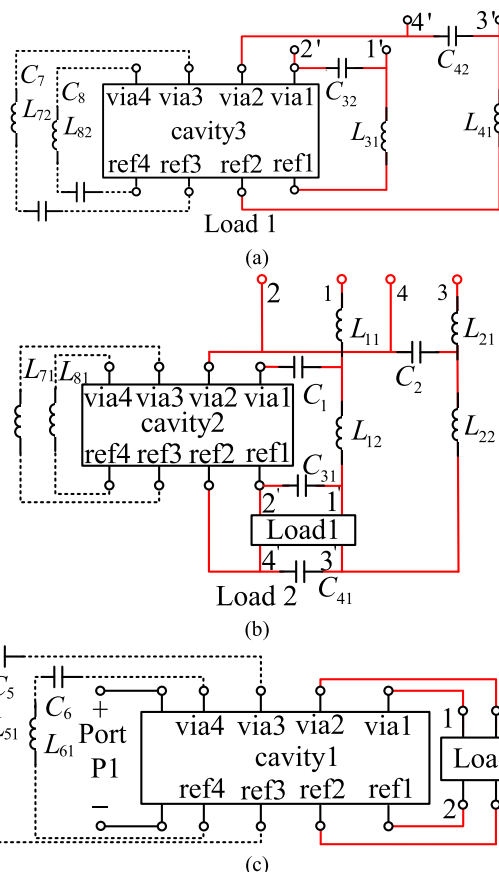 4' 3'
C7 2' 1' C42
L72 C8 C32
via4 via3 via2 via1
L82 cavity3 L31 L41
ref4 ref3 ref2 ref1
Load 1
(a)
2 1 4 3
L11 L21
L71 L81 C1 C2
via4 via3 via2 via1
cavity2 L12 L22
ref4 ref3 ref2 ref1
C31
2' 1'
Load1
4' 3'
Load 2 C41
(b)
C5 C6 +
via4 via3 via2 via1
L51 L61 Port cavity1 1
P1 Loa
ref4 ref3 ref2 ref1 2
−
(c)